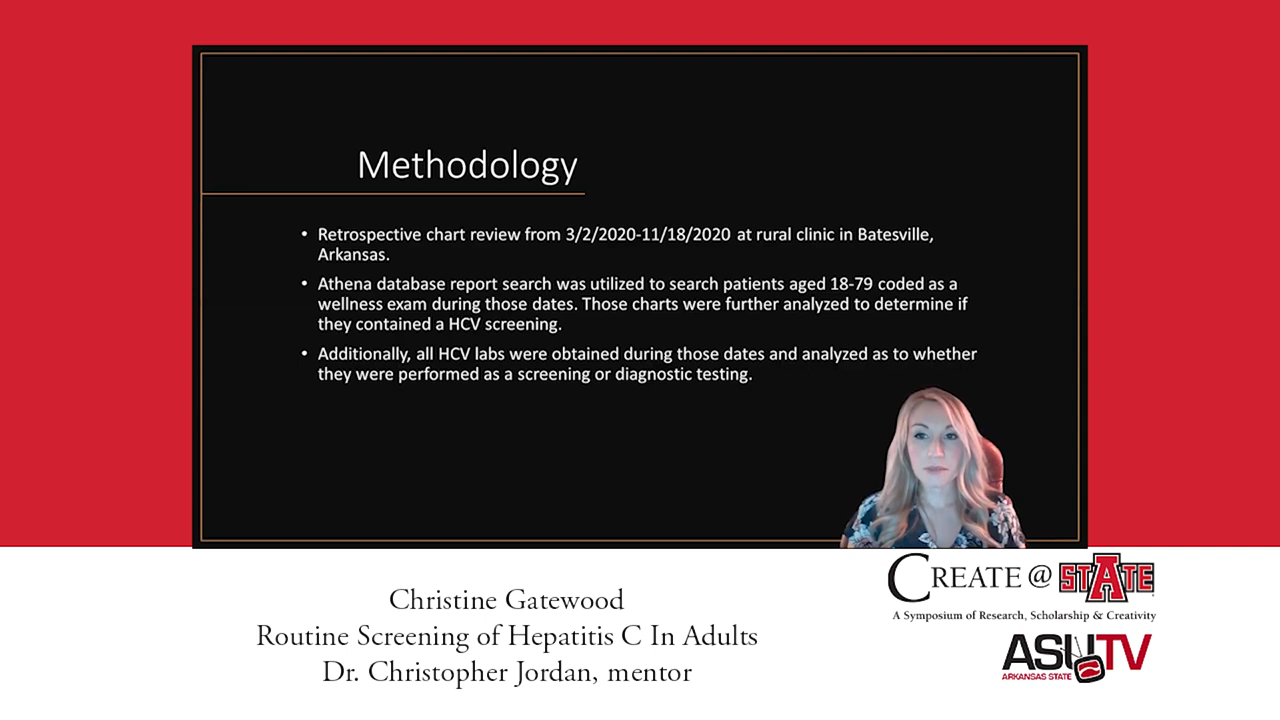 Methodology
• Retrospective chart review from 3/2/2020-11/18/2020 at rural clinic in Batesville,
Arkansas.
• Athena database report search was utilized to search patients aged 18-79 coded as a
wellness exam during those dates. Those charts were further analyzed to determine if
they contained a HCV screening.
• Additionally, all HCV labs were obtained during those dates and analyzed as to whether
they were performed as a screening or diagnostic testing.
Christine Gatewood
Routine Screening of Hepatitis C In Adults
Dr. Christopher Jordan, mentor
CREATE @ STATE
A Symposium of Research, Scholarship & Creativity
ASUTV
ARKANSAS STATE